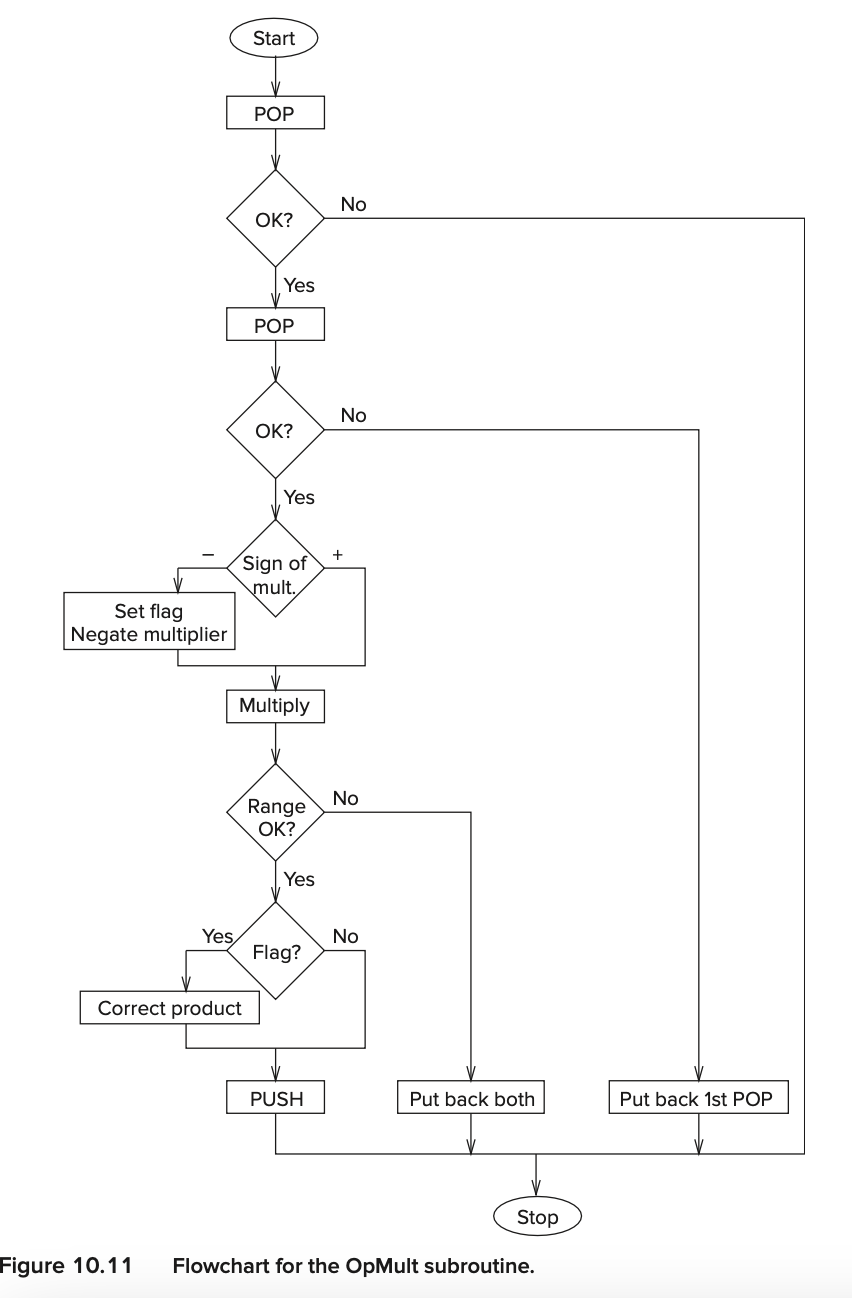 Start
POP
OK?
No
Yes
POP
OK?
No
Yes
–
Sign of
mult.
+
Set flag
Negate multiplier
Multiply
Range
OK?
No
Yes
Yes
Flag?
No
Correct product
PUSH
Put back both
Put back 1st POP
Stop
Figure 10.11 Flowchart for the OpMult subroutine.